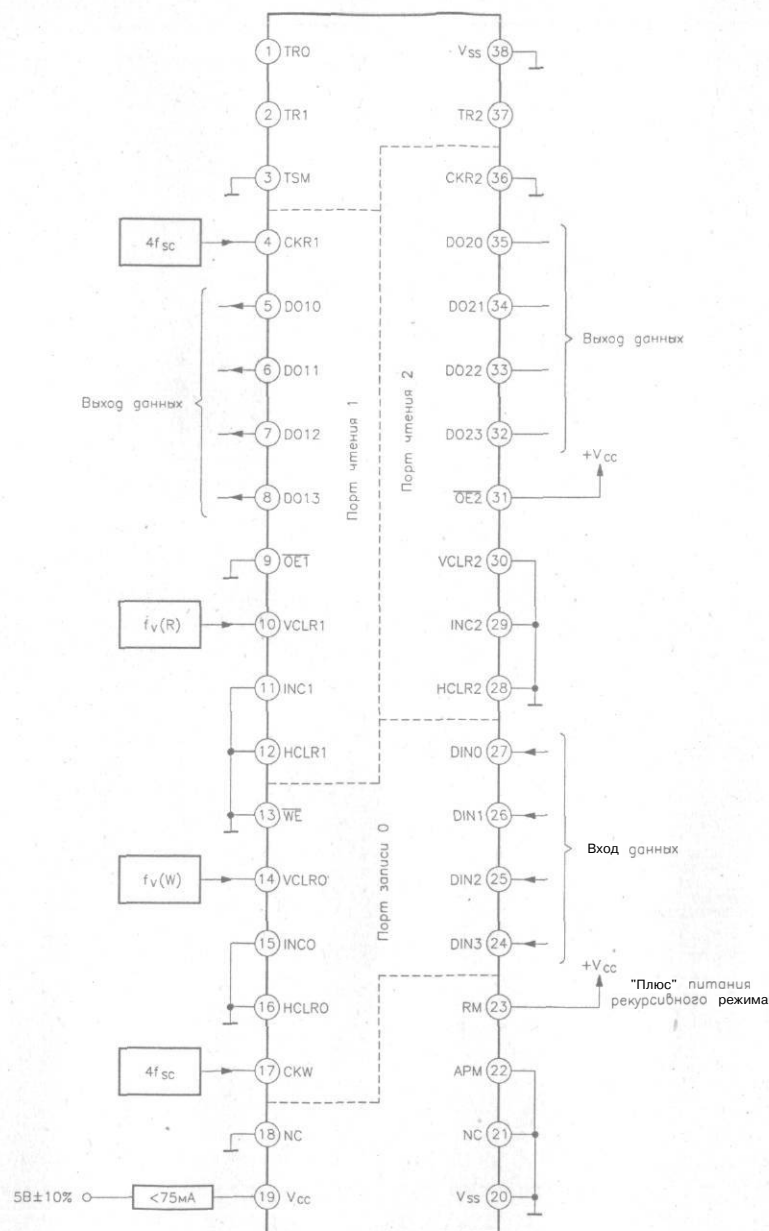 1 TR0 Vss 38
2 TR1 TR2 37
3 TSM CKR2 36
4fsc 4 CKR1 DO20 35
5 DO10 DO21 34
Выход данных
6 DO11 DO22 33
Выход данных
7 DO12 DO23 32
+Vcc
8 DO13 OE2 31
Порт чтения 1
Порт чтения 2
9 OE1 VCLR2 30
fv(R) 10 VCLR1 INC2 29
11 INC1 HCLR2 28
12 HCLR1 DIN0 27
13 WE DIN1 26
Вход данных
fv(W) 14 VCLR0 DIN2 25
Порт записи 0
15 INC0 DIN3 24
+Vcc
"Плюс" питания
рекурсивного режима
16 HCLR0 RM 23
4fsc 17 CKW APM 22
18 NC NC 21
5В±10% <75мА 19 Vcc Vss 20